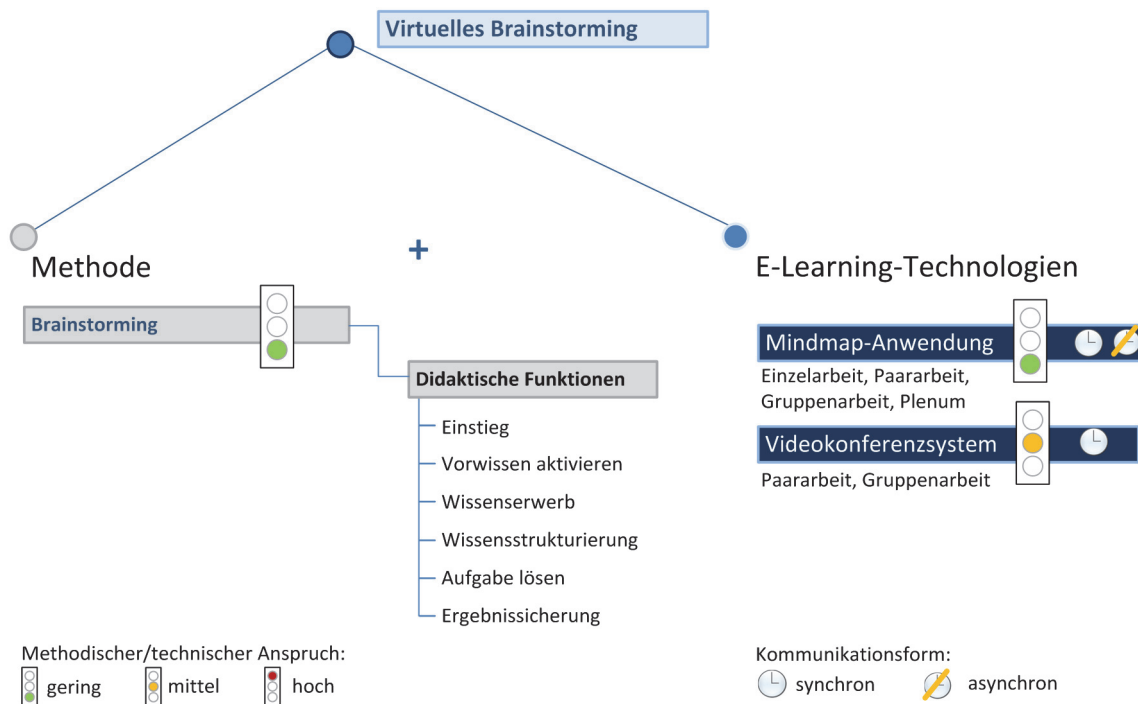 Virtuelles Brainstorming
+
Methode
Brainstorming
Didaktische Funktionen
Einstieg
Vorwissen aktivieren
Wissenserwerb
Wissensstrukturierung
Aufgabe lösen
Ergebnissicherung
E-Learning-Technologien
Mindmap-Anwendung
Einzelarbeit, Paararbeit,
Gruppenarbeit, Plenum
Videokonferenzsystem
Paararbeit, Gruppenarbeit
Methodischer/technischer Anspruch:
gering mittel hoch
Kommunikationsform:
synchron asynchron